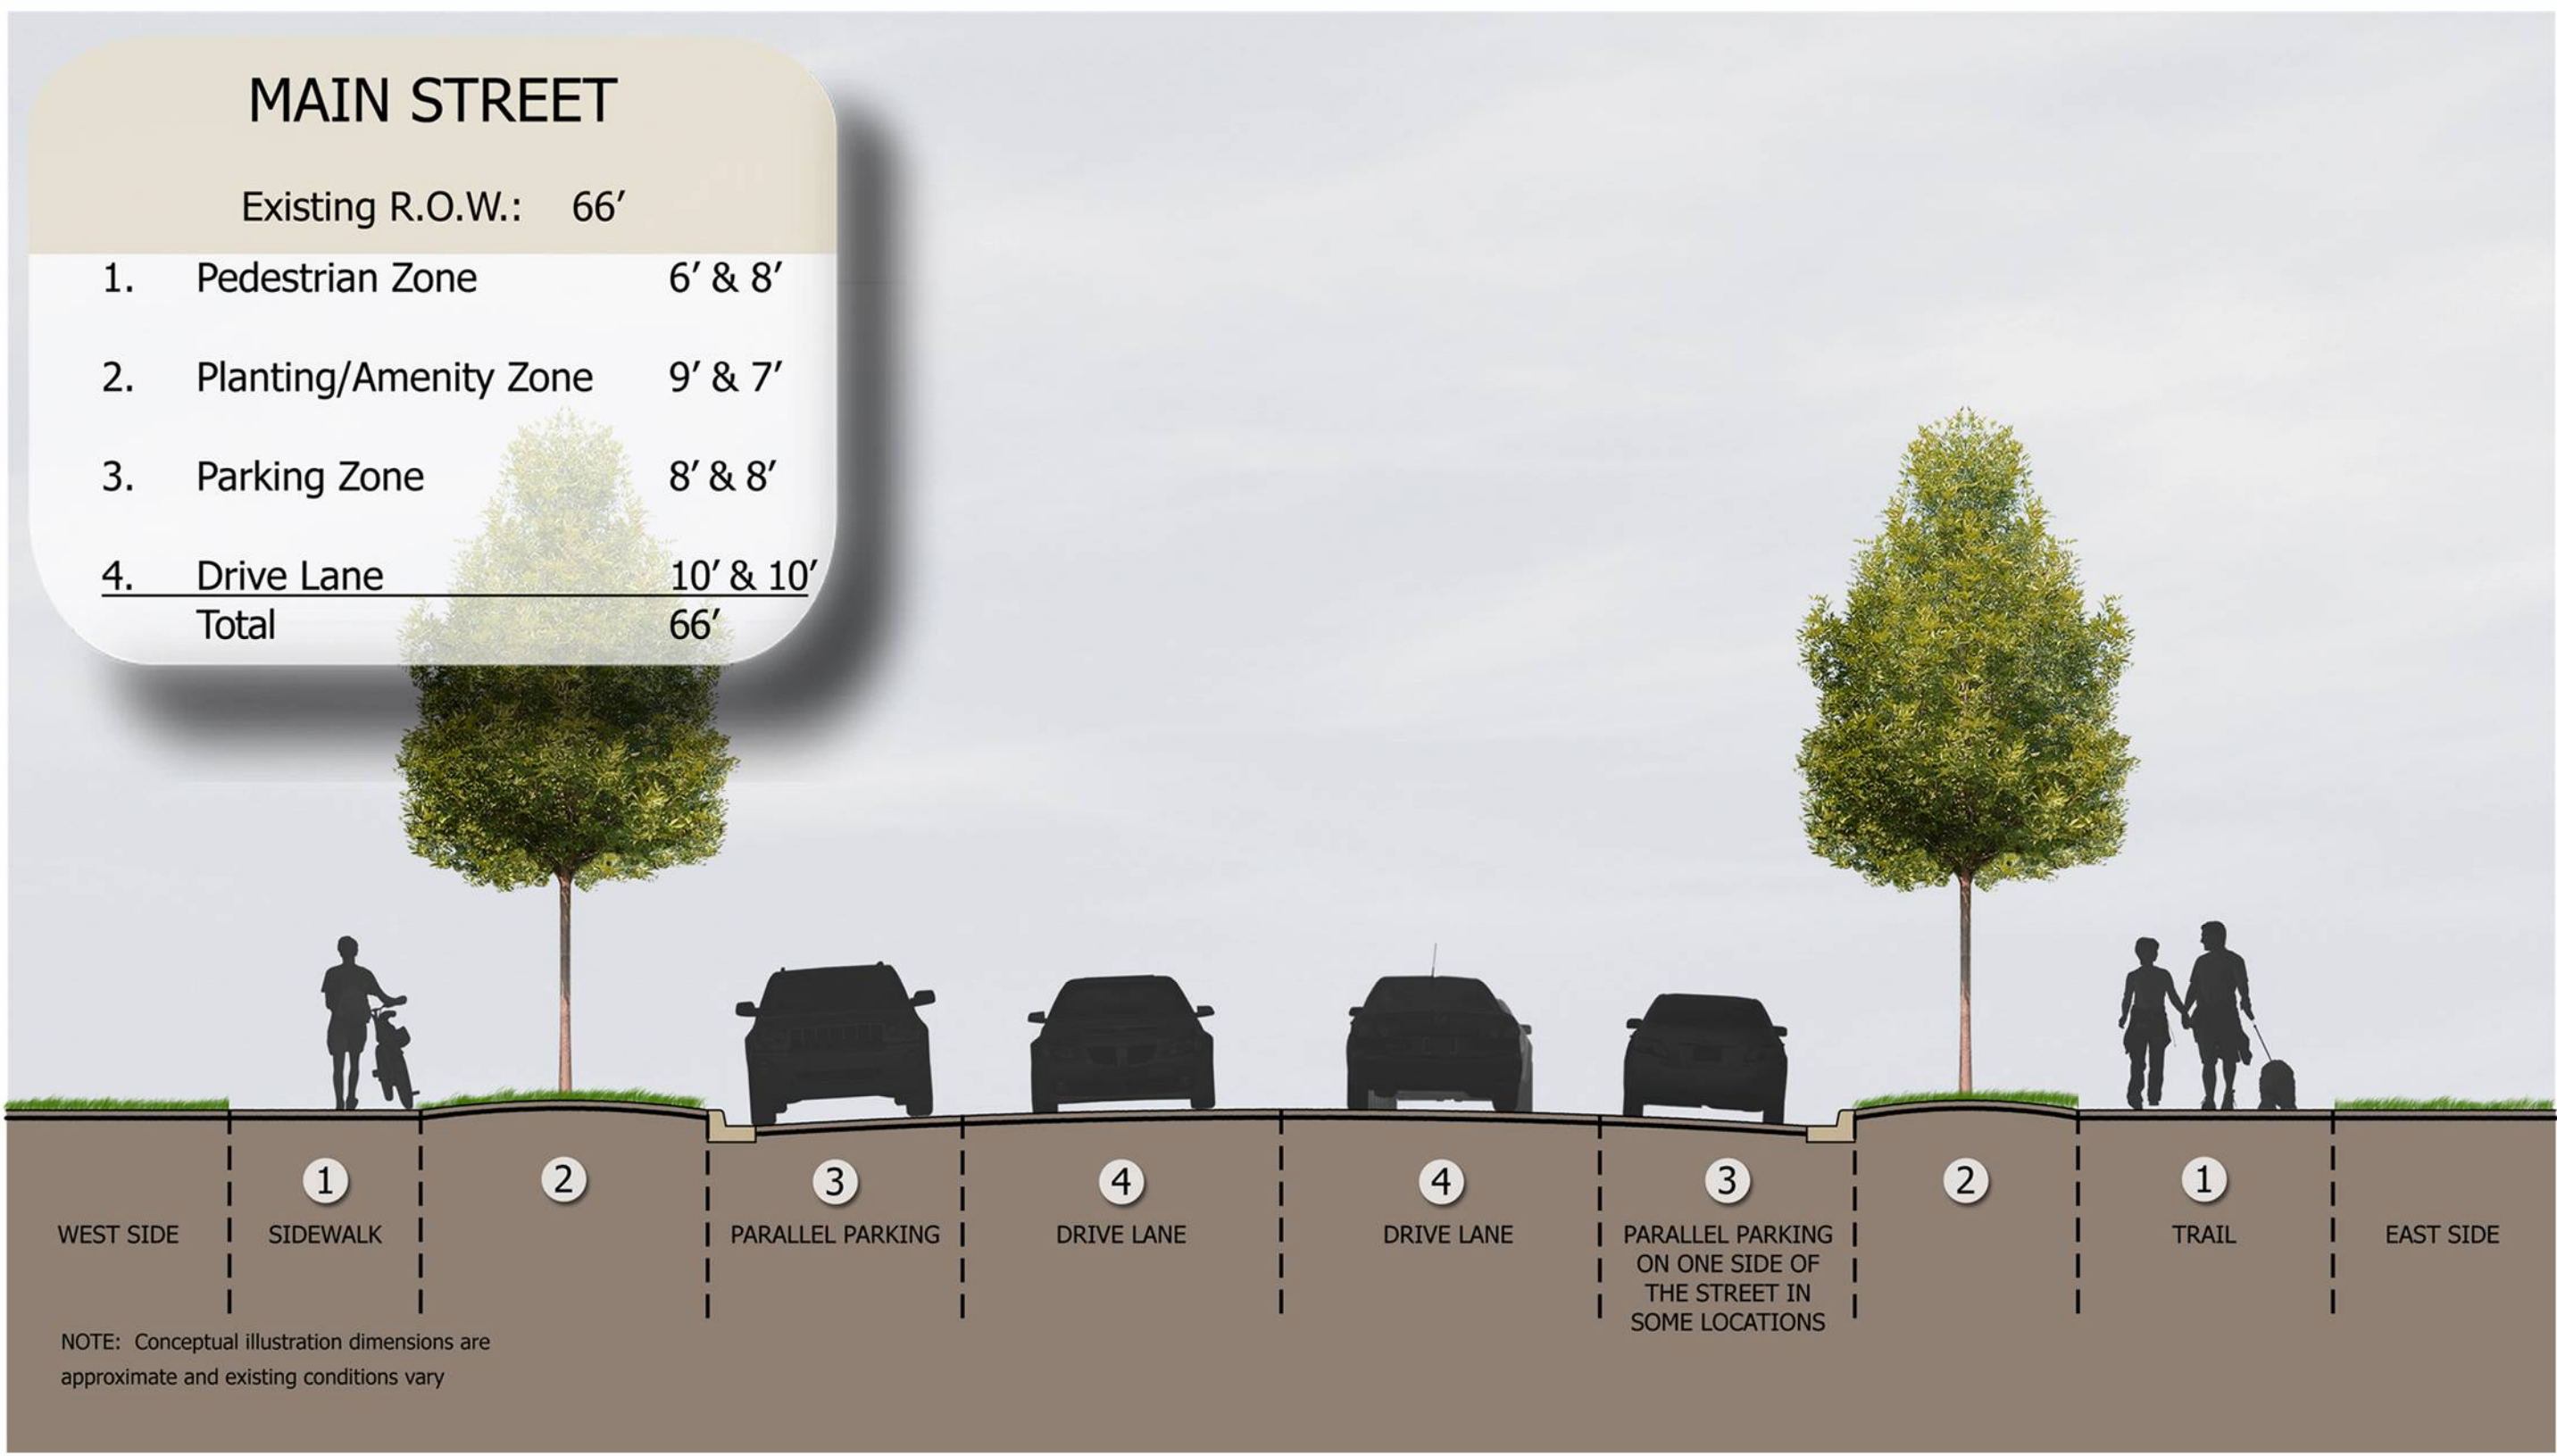 MAIN STREET
Existing R.O.W.: 66'
1. Pedestrian Zone 6' & 8'
2. Planting/Amenity Zone 9' & 7'
3. Parking Zone 8' & 8'
4. Drive Lane 10' & 10'
Total 66'
1 2 3 4 4 3 2 1
WEST SIDE SIDEWALK PARALLEL PARKING DRIVE LANE DRIVE LANE PARALLEL PARKING TRAIL EAST SIDE
ON ONE SIDE OF
THE STREET IN
SOME LOCATIONS
NOTE: Conceptual illustration dimensions are
approximate and existing conditions vary